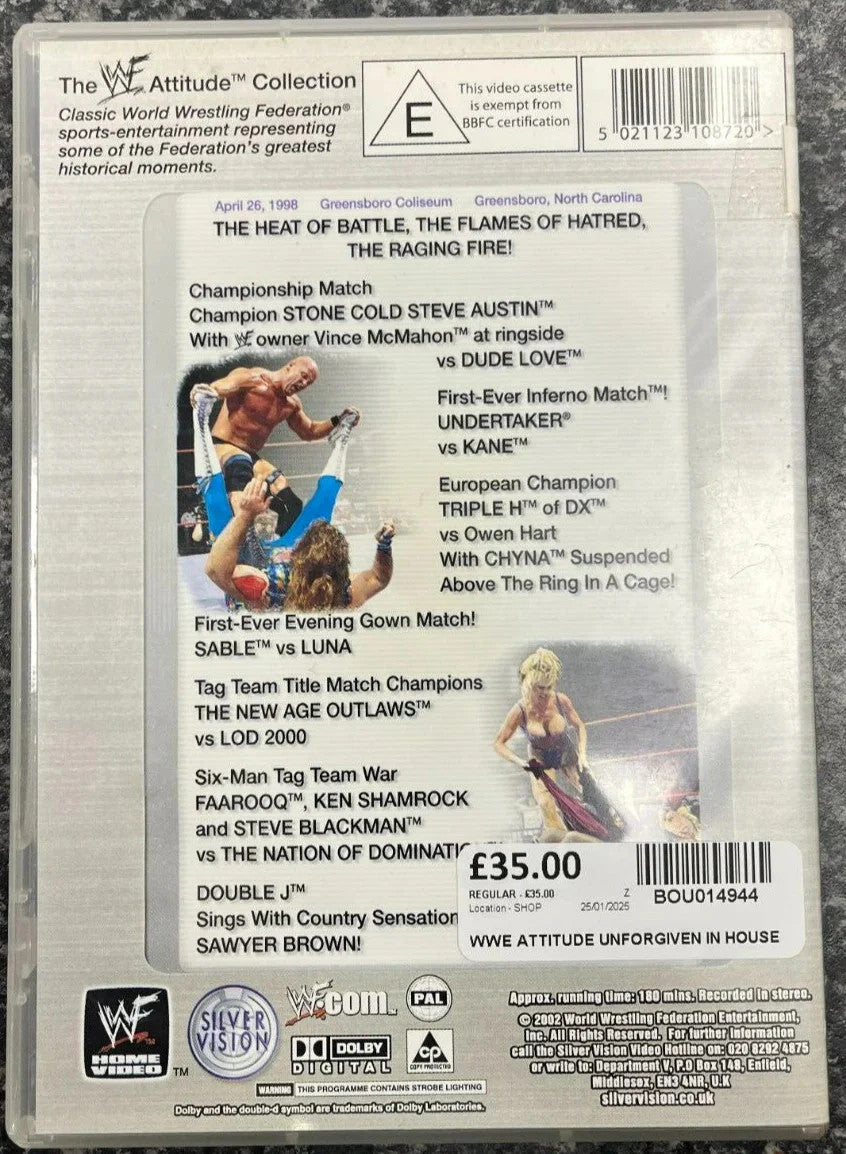 The WF Attitude™ Collection
Classic World Wrestling Federation®
sports-entertainment representing
some of the Federation's greatest
historical moments.
E
This video cassette
is exempt from
BBFC certification
5 021123 108720 >
April 26, 1998 Greensboro Coliseum Greensboro, North Carolina
THE HEAT OF BATTLE, THE FLAMES OF HATRED,
THE RAGING FIRE!
Championship Match
Champion STONE COLD STEVE AUSTIN™
With WF owner Vince McMahon™ at ringside
vs DUDE LOVE™
First-Ever Inferno Match™!
UNDERTAKER®
vs KANE™
European Champion
TRIPLE H™ of DX™
vs Owen Hart
With CHYNA™ Suspended
Above The Ring In A Cage!
First-Ever Evening Gown Match!
SABLE™ vs LUNA
Tag Team Title Match Champions
THE NEW AGE OUTLAWS™
vs LOD 2000
Six-Man Tag Team War
FAAROOQ™, KEN SHAMROCK
and STEVE BLACKMAN™
vs THE NATION OF DOMINATI
DOUBLE J™
Sings With Country Sensation
SAWYER BROWN!
£35.00
REGULAR - £35.00 Z
Location - SHOP 25/01/2025
BOU014944
WWE ATTITUDE UNFORGIVEN IN HOUSE
WF
HOME
VIDEO™
SILVER
VISION
WF.COM™
PAL
DOLBY
DIGITAL
CP
COPY PROTECTED
WARNING THIS PROGRAMME CONTAINS STROBE LIGHTING
Dolby and the double-d symbol are trademarks of Dolby Laboratories.
Approx. running time: 180 mins. Recorded in stereo.
© 2002 World Wrestling Federation Entertainment,
Inc. All Rights Reserved. For further information
call the Silver Vision Video Hotline on: 020 8292 4875
or write to: Department V, P.O Box 148, Enfield,
Middlesex, EN3 4NR, U.K
silvervision.co.uk